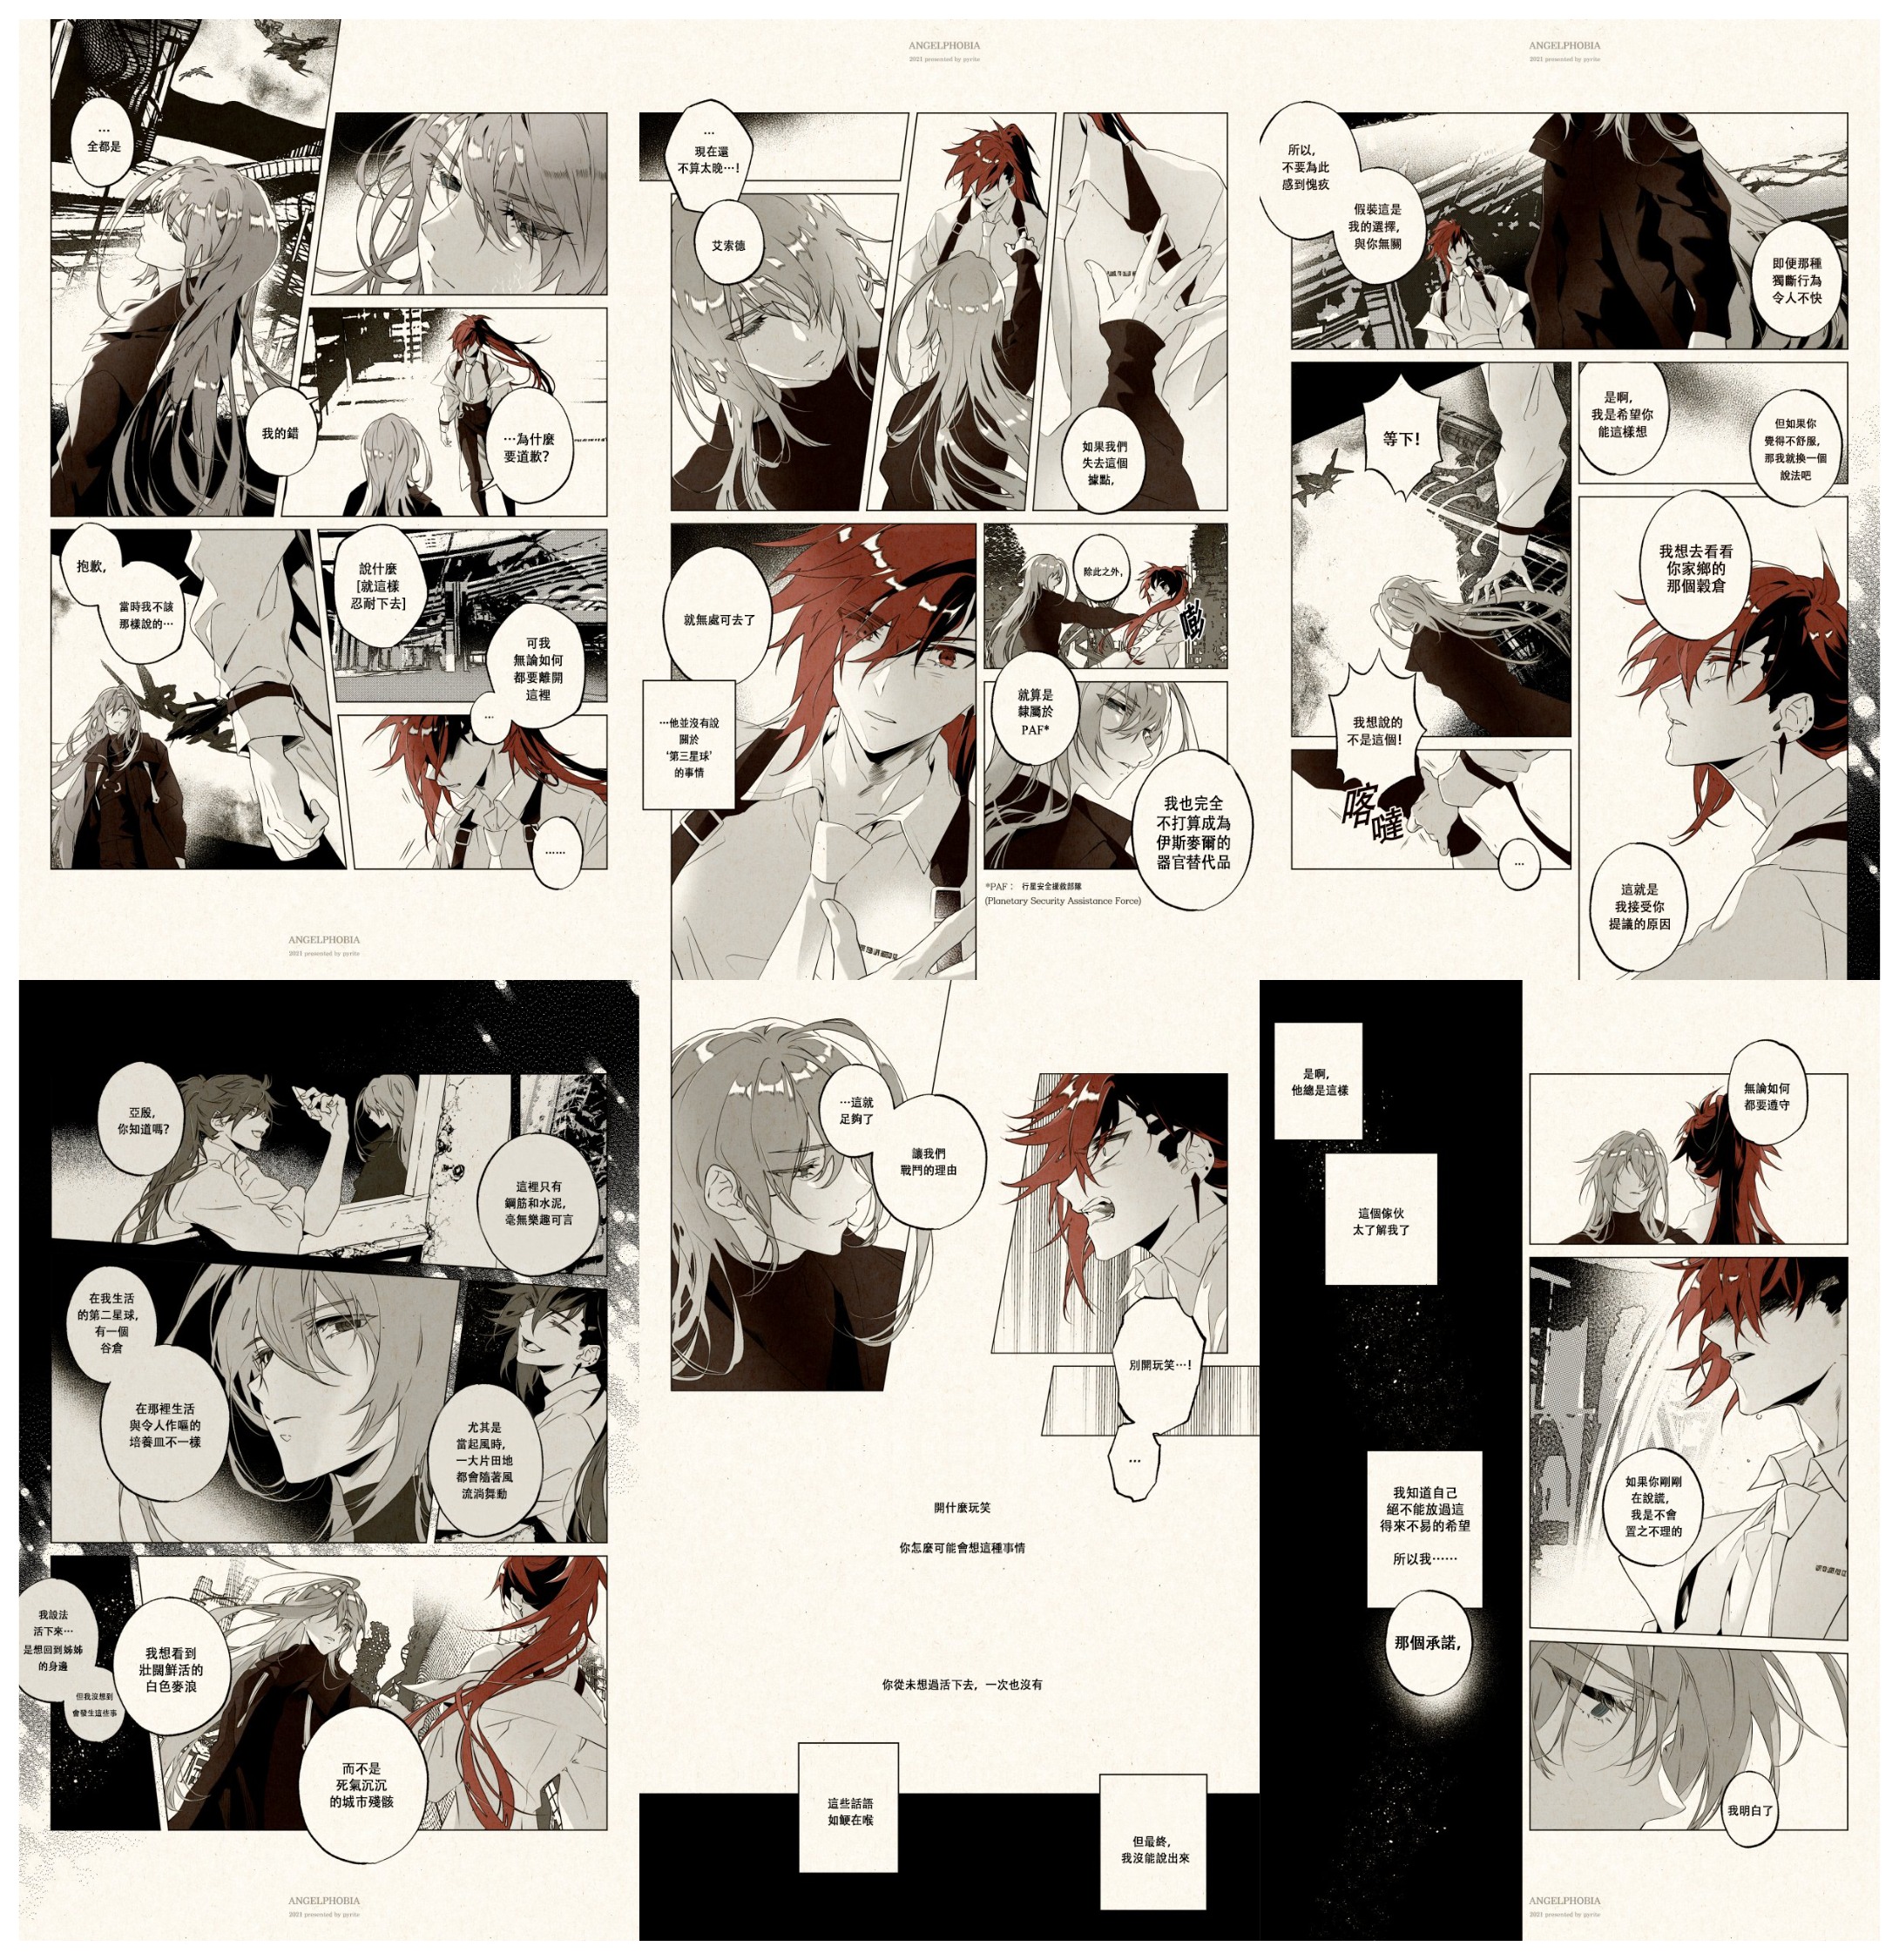 …
全都是
我的錯
…為什麼
要道歉?
抱歉,
當時我不該
那樣說的…
說什麼
[就這樣
忍耐下去]
可我
無論如何
都要離開
這裡
…
……
ANGELPHOBIA
2021 presented by pyrite
ANGELPHOBIA
2021 presented by pyrite
…
現在還
不算太晚…!
艾索德
如果我們
失去這個
據點,
就無處可去了
…他並沒有說
關於
‘第三星球’
的事情
除此之外,
嘭
就算是
隸屬於
PAF*
我也完全
不打算成為
伊斯麥爾的
器官替代品
*PAF： 行星安全援救部隊
(Planetary Security Assistance Force)
ANGELPHOBIA
2021 presented by pyrite
所以,
不要為此
感到愧疚
假裝這是
我的選擇,
與你無關
即便那種
獨斷行為
令人不快
等下!
我想說的
不是這個!
喀
噠
…
是啊,
我是希望你
能這樣想
但如果你
覺得不舒服,
那我就換一個
說法吧
我想去看看
你家鄉的
那個穀倉
這就是
我接受你
提議的原因
亞殷,
你知道嗎?
這裡只有
鋼筋和水泥,
毫無樂趣可言
在我生活
的第二星球,
有一個
谷倉
在那裡生活
與令人作嘔的
培養皿不一樣
尤其是
當起風時,
一大片田地
都會隨著風
流淌舞動
我設法
活下來…
是想回到姊姊
的身邊
但我沒想到
會發生這些事
我想看到
壯闊鮮活的
白色麥浪
而不是
死氣沉沉
的城市殘骸
ANGELPHOBIA
2021 presented by pyrite
…這就
足夠了
讓我們
戰鬥的理由
別開玩笑…!
…
開什麼玩笑
你怎麼可能會想這種事情
你從未想過活下去，一次也沒有
這些話語
如鯁在喉
但最終,
我沒能說出來
是啊,
他總是這樣
這個傢伙
太了解我了
我知道自己
絕不能放過這
得來不易的希望
所以我……
那個承諾,
無論如何
都要遵守
如果你剛剛
在說謊,
我是不會
置之不理的
我明白了
ANGELPHOBIA
2021 presented by pyrite